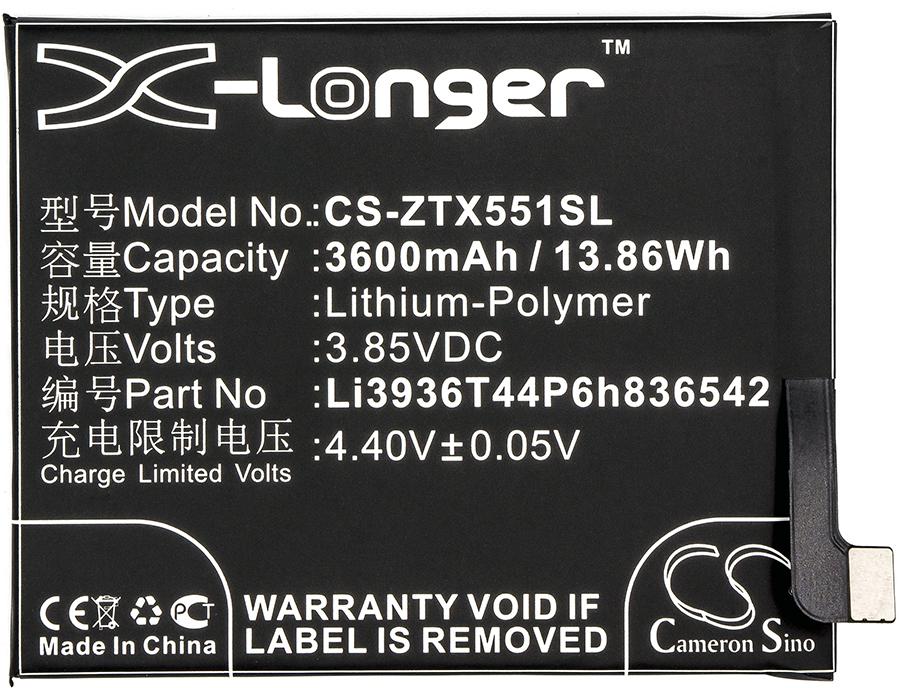 X-Longer™
型号Model No.:CS-ZTX551SL
容量Capacity :3600mAh / 13.86Wh
规格Type :Lithium-Polymer
电压Volts :3.85VDC
编号Part No :Li3936T44P6h836542
充电限制电压 :4.40V±0.05V
Charge Limited Volts
CE PCT
Made In China
WARRANTY VOID IF
LABEL IS REMOVED
CS
Cameron Sino